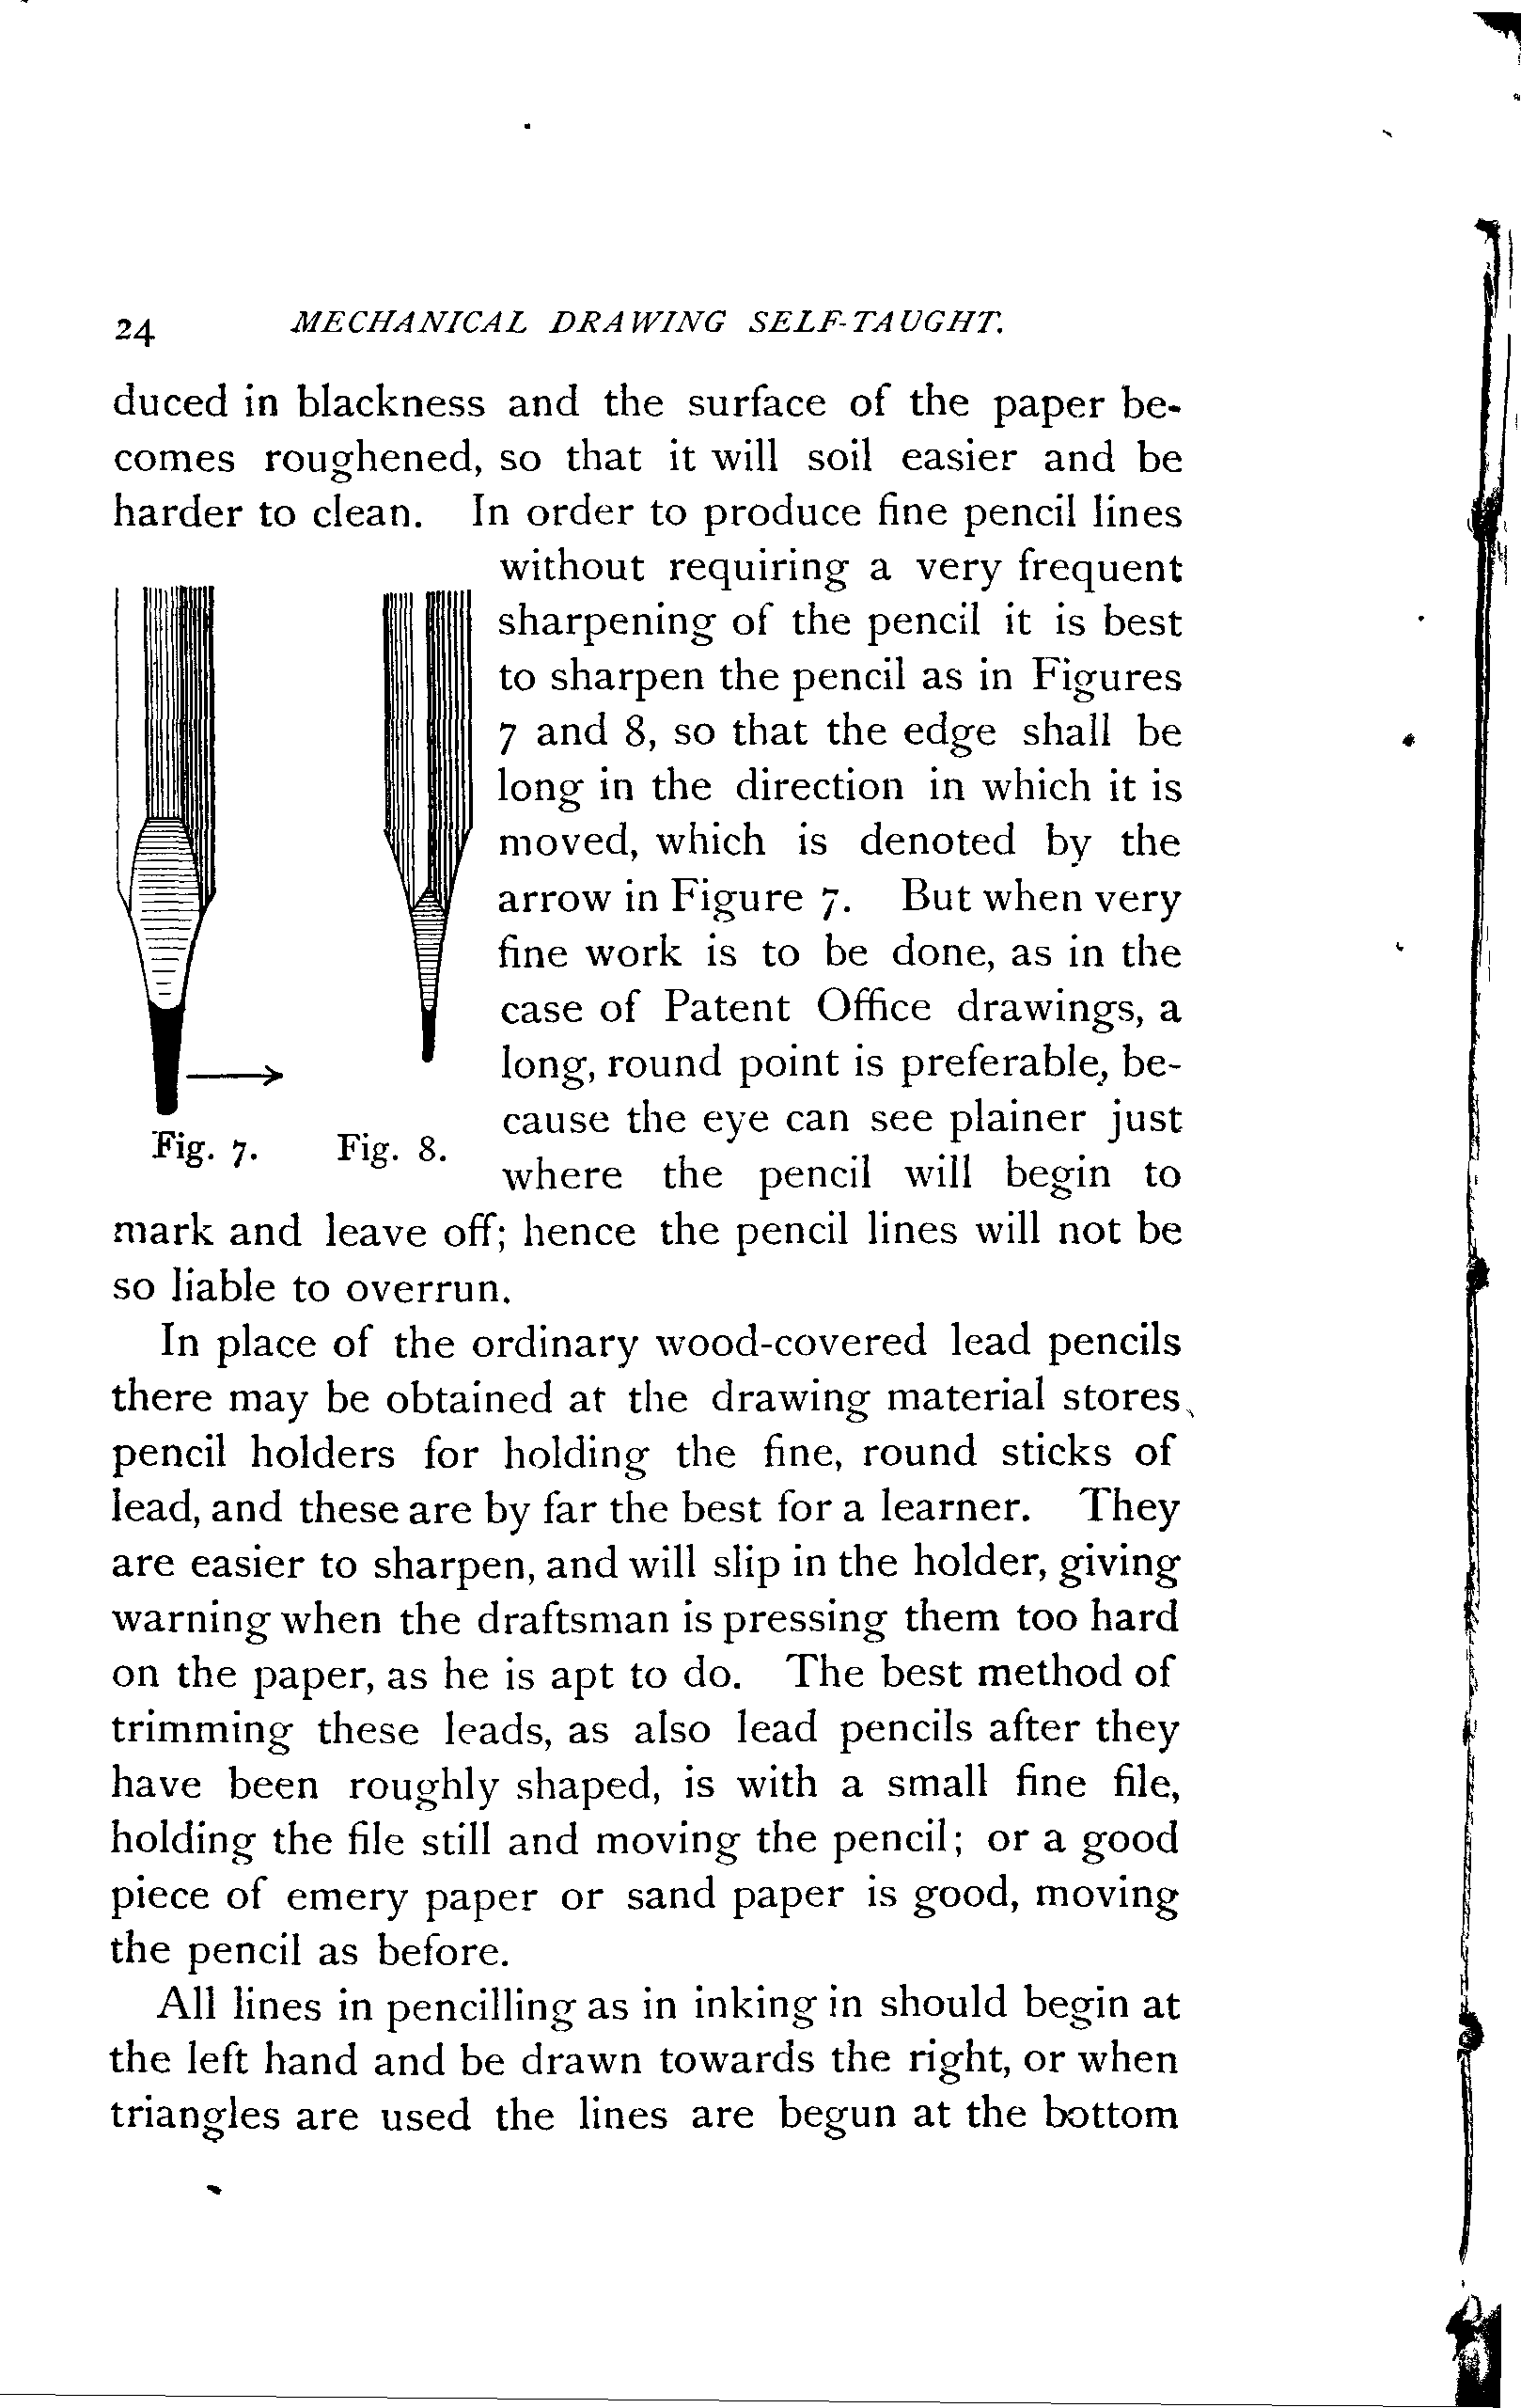 24 MECHANICAL DRAWING SELF-TAUGHT.
duced in blackness and the surface of the paper be-
comes roughened, so that it will soil easier and be
harder to clean. In order to produce fine pencil lines
without requiring a very frequent
sharpening of the pencil it is best
to sharpen the pencil as in Figures
7 and 8, so that the edge shall be
long in the direction in which it is
moved, which is denoted by the
arrow in Figure 7. But when very
fine work is to be done, as in the
case of Patent Office drawings, a
long, round point is preferable, be-
cause the eye can see plainer just
where the pencil will begin to
Fig. 7. Fig. 8.
mark and leave off; hence the pencil lines will not be
so liable to overrun.
In place of the ordinary wood-covered lead pencils
there may be obtained at the drawing material stores
pencil holders for holding the fine, round sticks of
lead, and these are by far the best for a learner. They
are easier to sharpen, and will slip in the holder, giving
warning when the draftsman is pressing them too hard
on the paper, as he is apt to do. The best method of
trimming these leads, as also lead pencils after they
have been roughly shaped, is with a small fine file,
holding the file still and moving the pencil; or a good
piece of emery paper or sand paper is good, moving
the pencil as before.
All lines in pencilling as in inking in should begin at
the left hand and be drawn towards the right, or when
triangles are used the lines are begun at the bottom